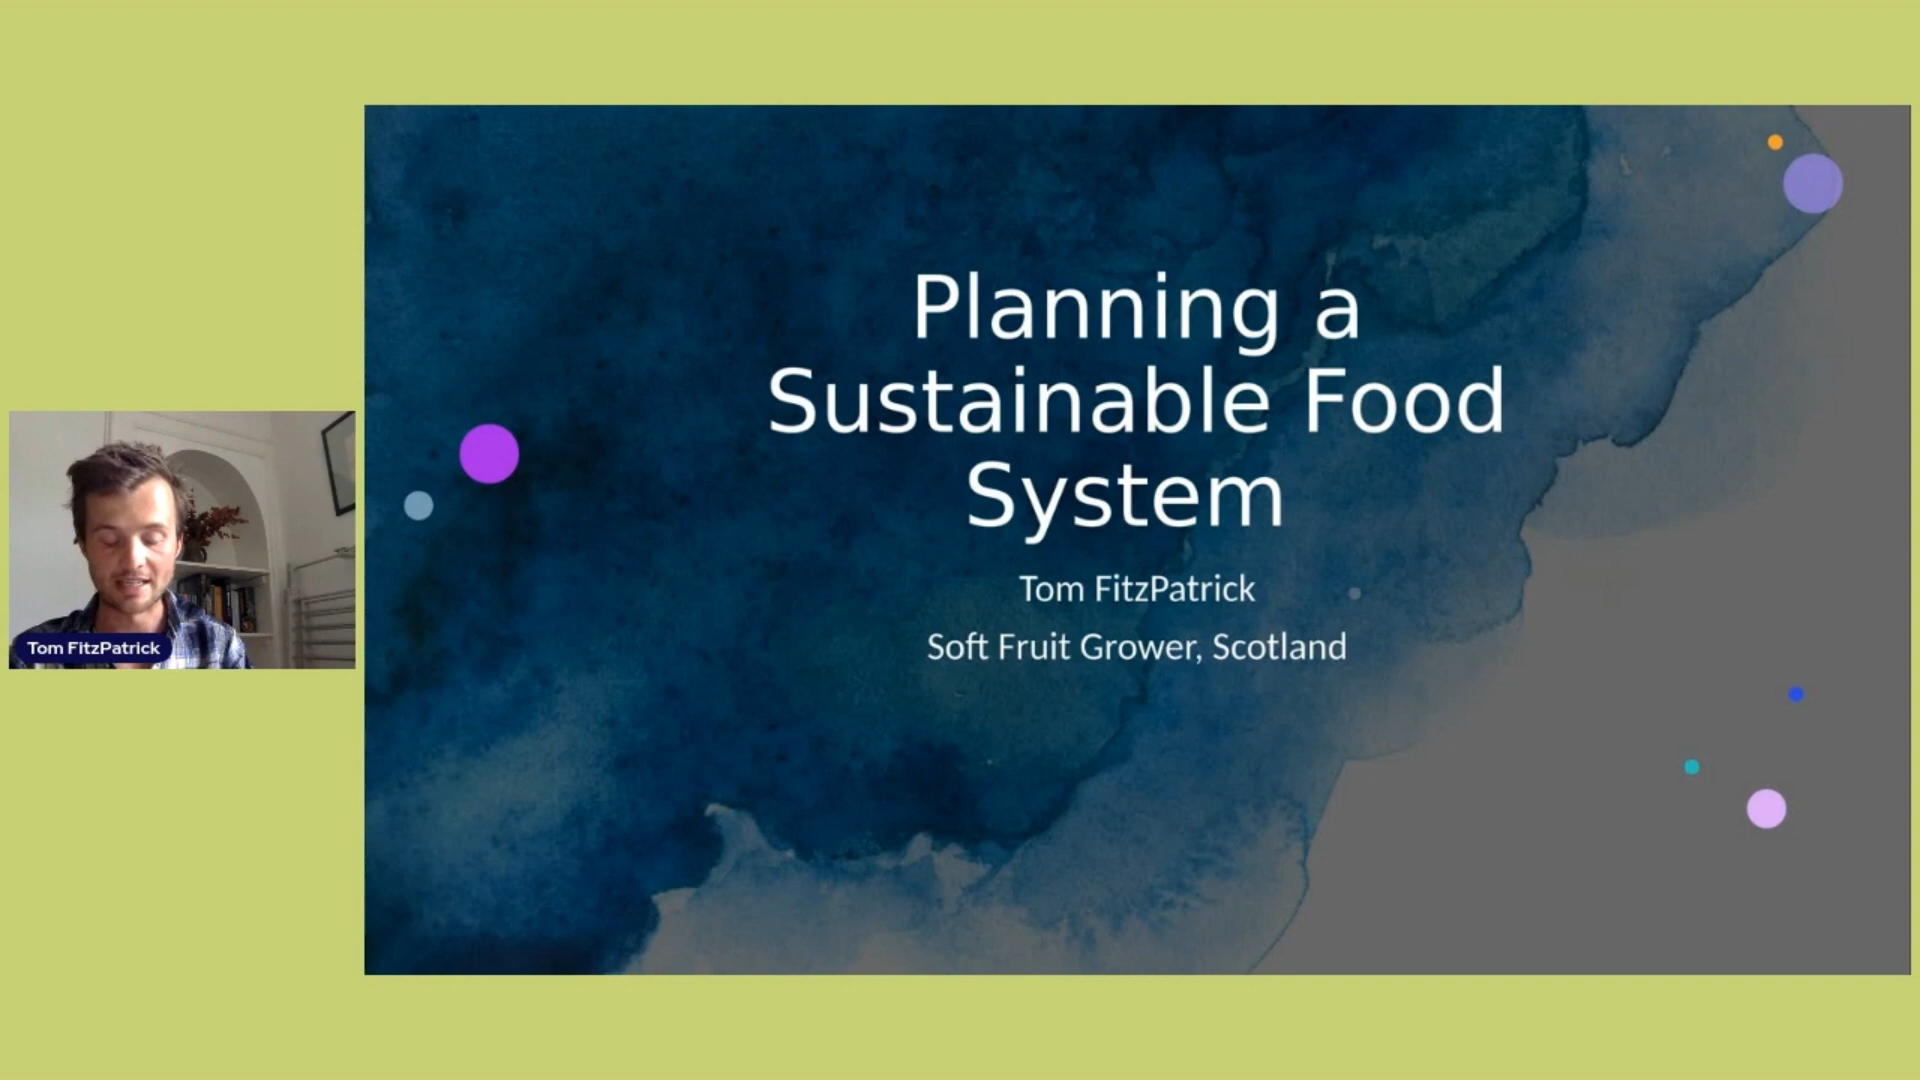 Planning a
Sustainable Food
System
Tom FitzPatrick
Soft Fruit Grower, Scotland
Tom FitzPatrick